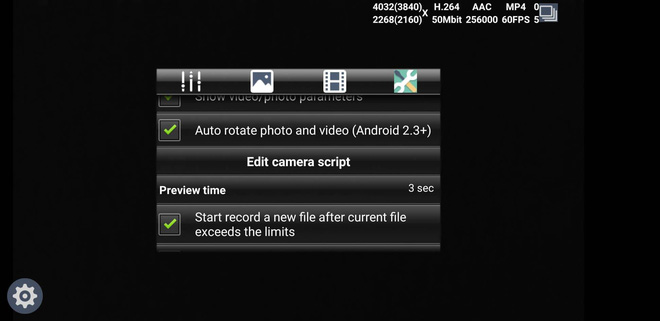 4032(3840) X H.264 AAC MP4 0
2268(2160) 50Mbit 256000 60FPS 5
Show video/photo parameters
Auto rotate photo and video (Android 2.3+)
Edit camera script
Preview time 3 sec
Start record a new file after current file
exceeds the limits